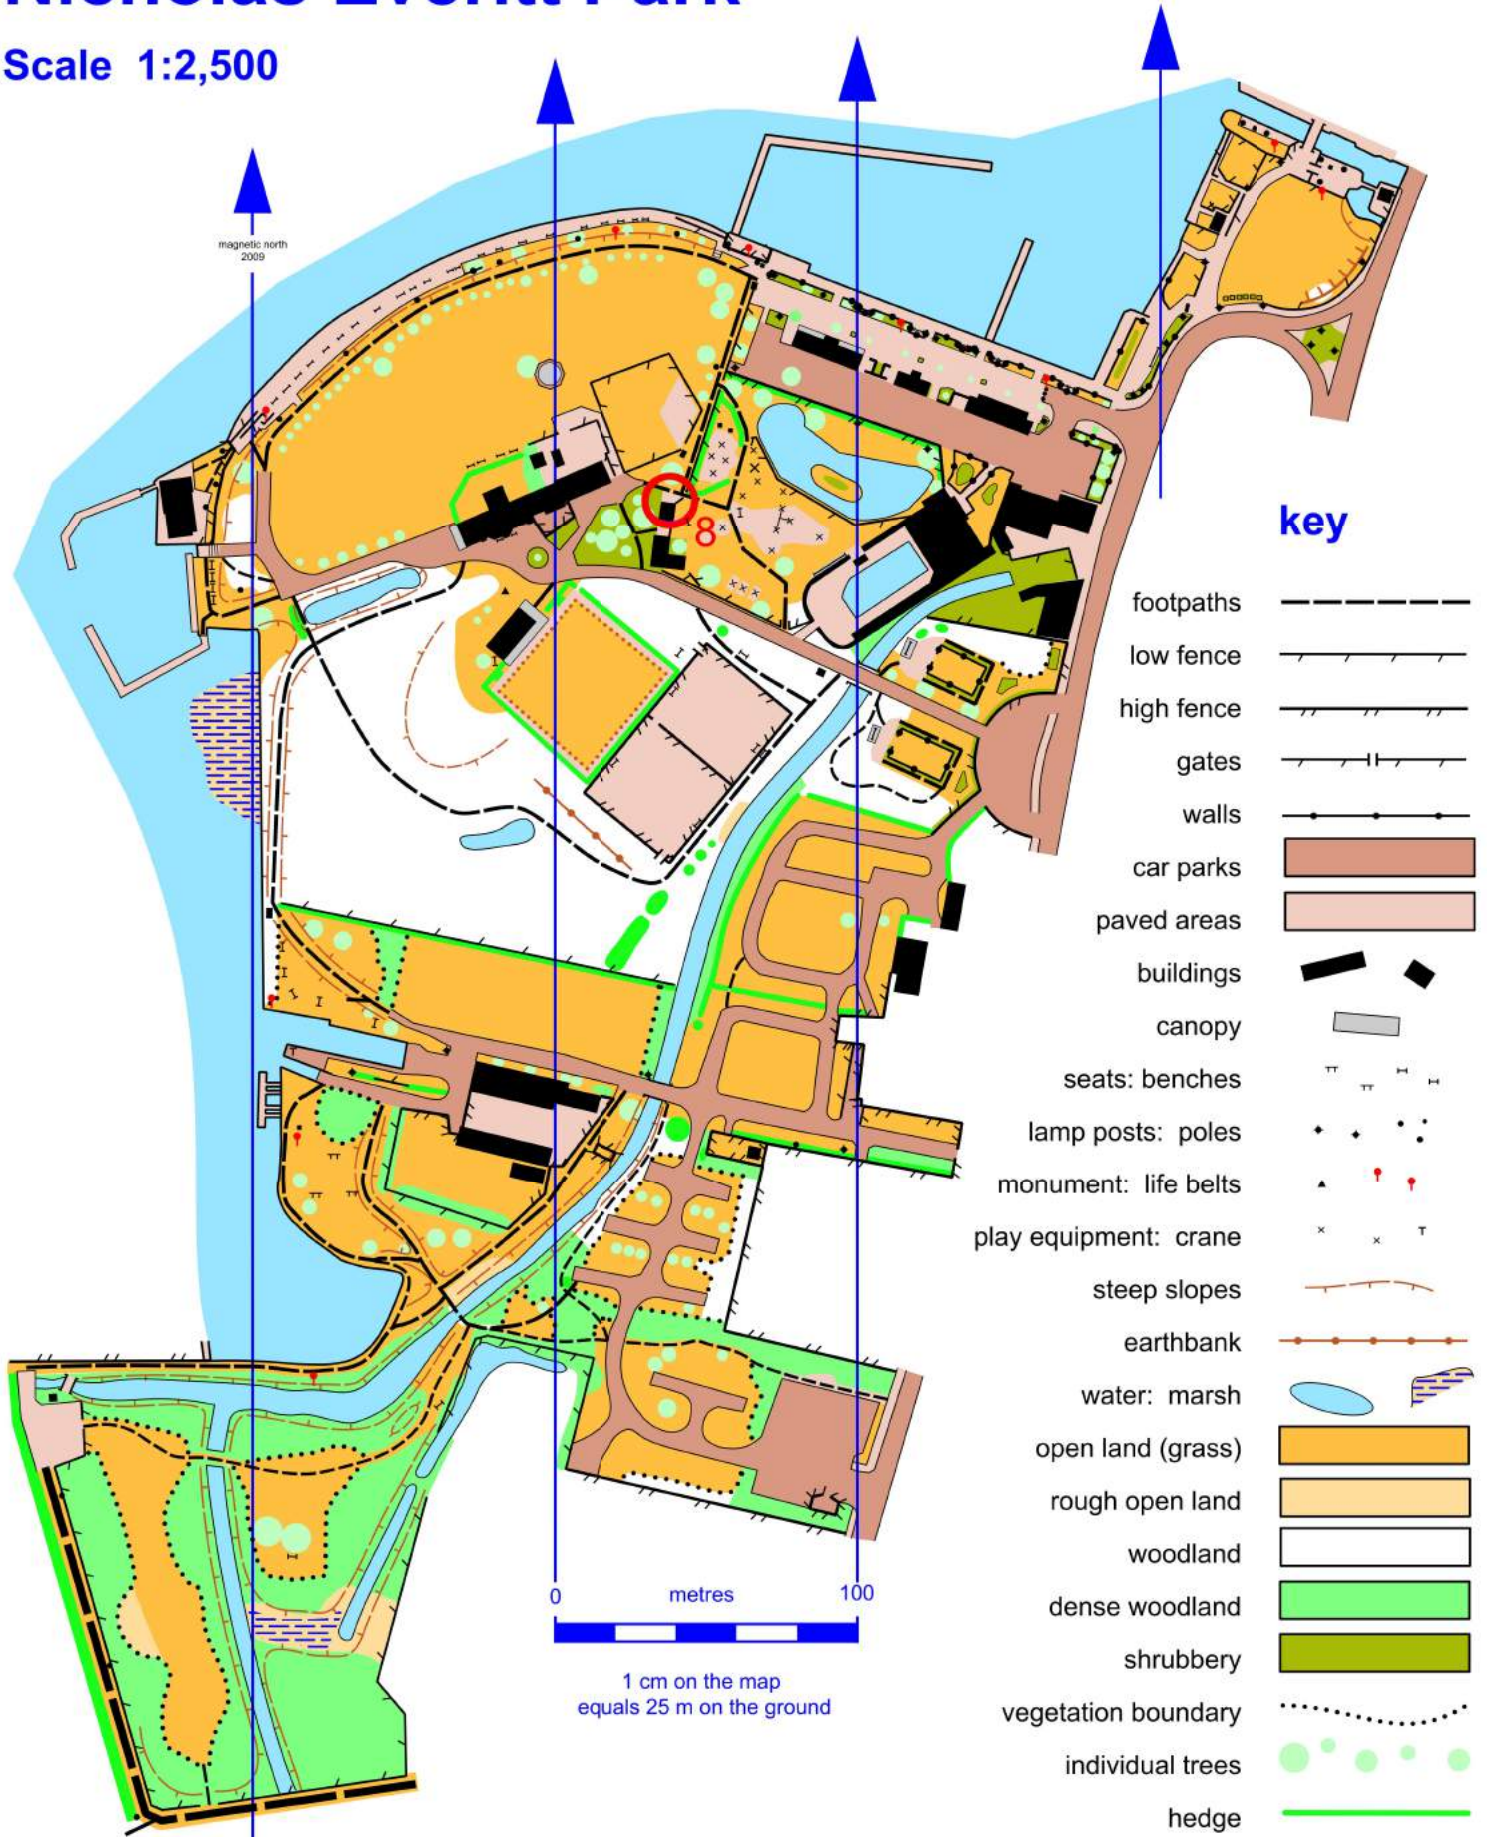 Scale 1:2,500
magnetic north
2009
8
key
footpaths
low fence
high fence
gates
walls
car parks
paved areas
buildings
canopy
seats: benches
lamp posts: poles
monument: life belts
play equipment: crane
steep slopes
earthbank
water: marsh
open land (grass)
rough open land
woodland
dense woodland
shrubbery
vegetation boundary
individual trees
hedge
0 metres 100
1 cm on the map
equals 25 m on the ground